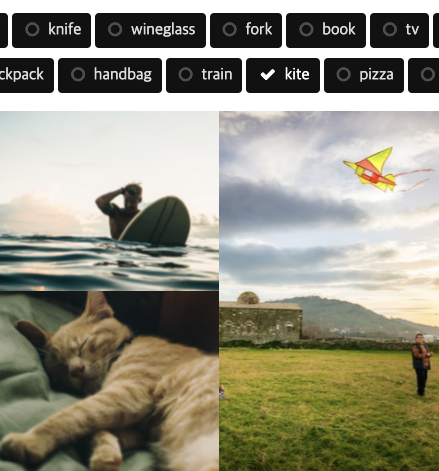 knife wineglass fork book tv
ckpack handbag train kite pizza